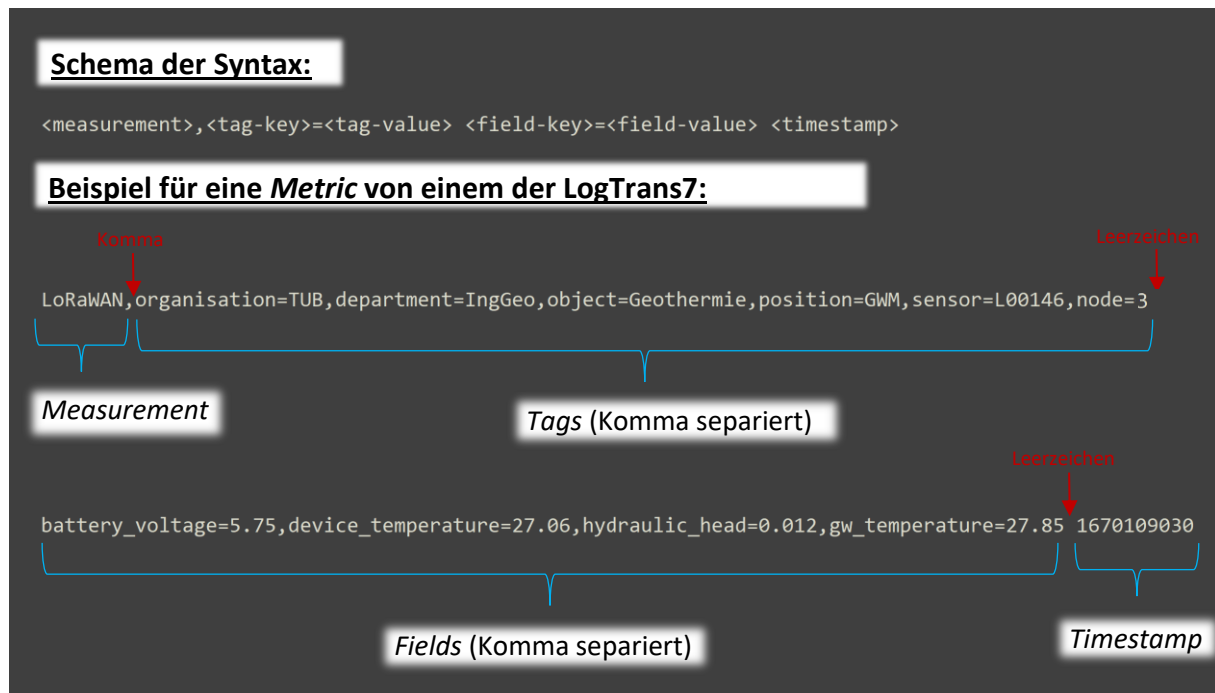 Schema der Syntax:
<measurement>,<tag-key>=<tag-value> <field-key>=<field-value> <timestamp>
Beispiel für eine Metric von einem der LogTrans7:
Komma
Leerzeichen
LoRaWAN,organisation=TUB,department=IngGeo,object=Geothermie,position=GWM,sensor=L00146,node=3
Measurement
Tags (Komma separiert)
Leerzeichen
battery_voltage=5.75,device_temperature=27.06,hydraulic_head=0.012,gw_temperature=27.85 1670109030
Fields (Komma separiert)
Timestamp